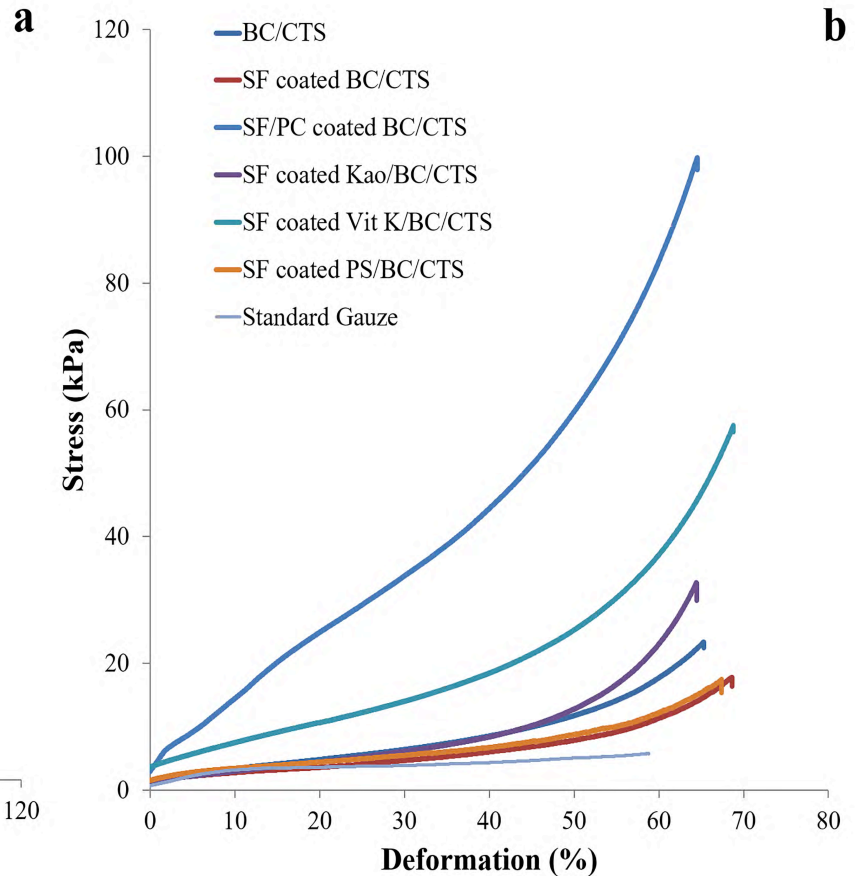 a
b
120
100
80
60
40
20
0
Stress (kPa)
BC/CTS
SF coated BC/CTS
SF/PC coated BC/CTS
SF coated Kao/BC/CTS
SF coated Vit K/BC/CTS
SF coated PS/BC/CTS
Standard Gauze
120
0 10 20 30 40 50 60 70 80
Deformation (%)